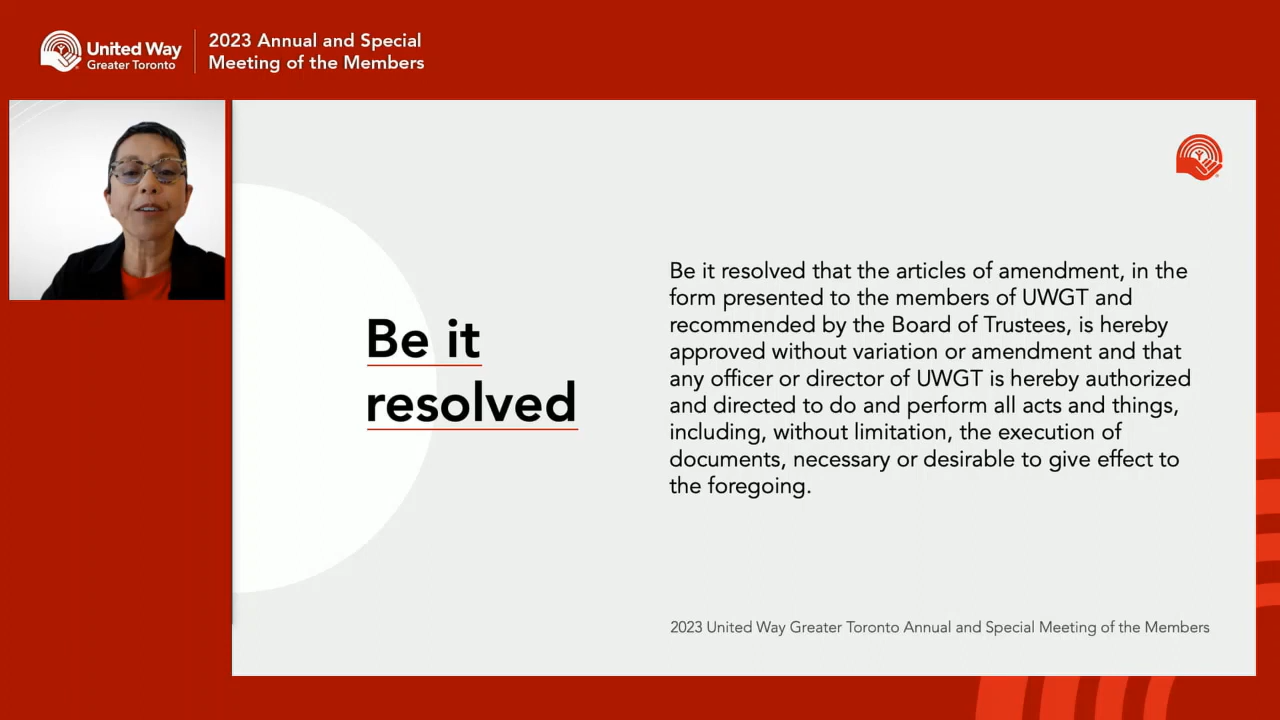 United Way
Greater Toronto
2023 Annual and Special
Meeting of the Members
Be it
resolved
Be it resolved that the articles of amendment, in the
form presented to the members of UWGT and
recommended by the Board of Trustees, is hereby
approved without variation or amendment and that
any officer or director of UWGT is hereby authorized
and directed to do and perform all acts and things,
including, without limitation, the execution of
documents, necessary or desirable to give effect to
the foregoing.
2023 United Way Greater Toronto Annual and Special Meeting of the Members